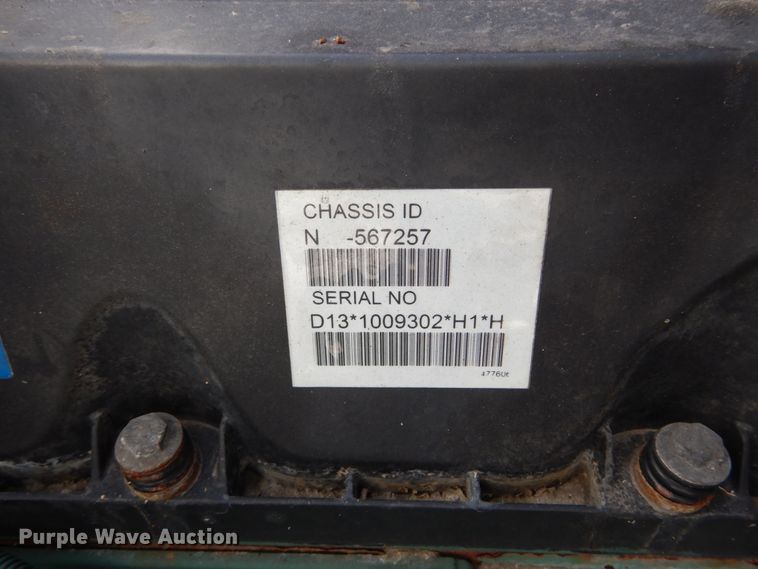 CHASSIS ID
N -567257
SERIAL NO
D13*1009302*H1*H
Purple Wave Auction